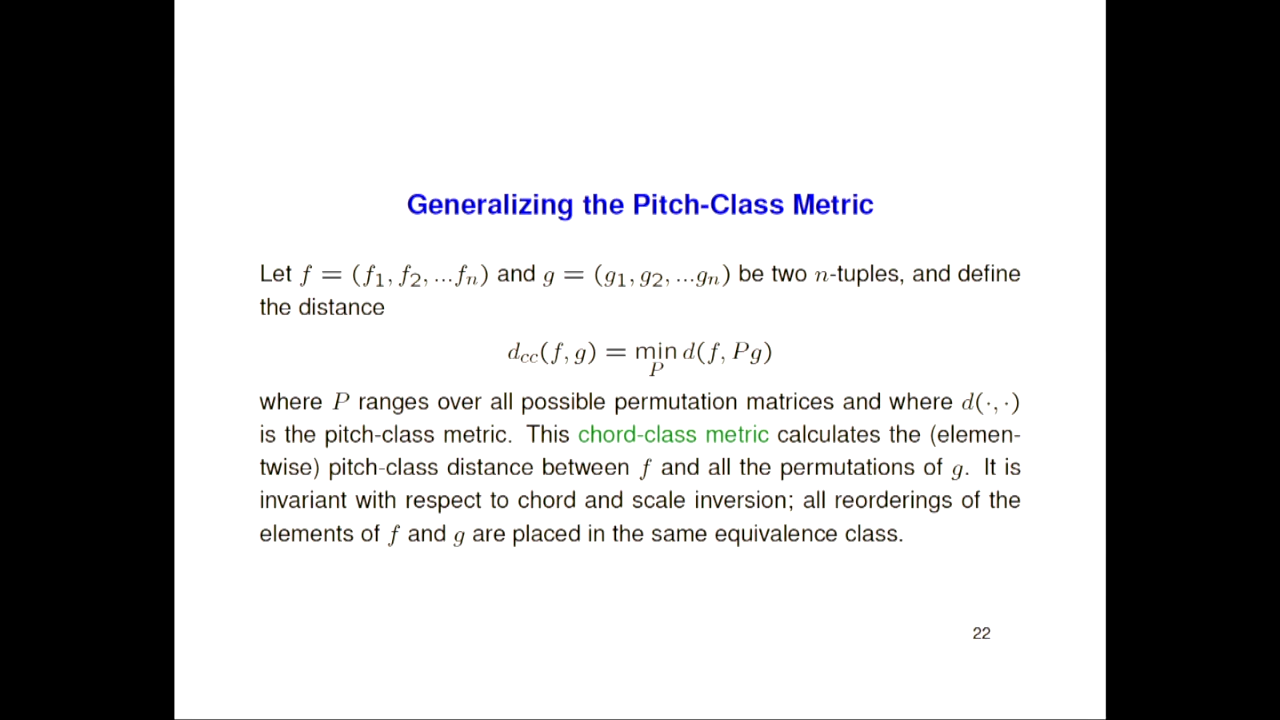 Generalizing the Pitch-Class Metric
Let f = (f₁, f₂, ...fₙ) and g = (g₁, g₂, ...gₙ) be two n-tuples, and define
the distance
d_cc(f, g) = min_P d(f, Pg)
where P ranges over all possible permutation matrices and where d(·, ·)
is the pitch-class metric. This chord-class metric calculates the (elemen-
twise) pitch-class distance between f and all the permutations of g. It is
invariant with respect to chord and scale inversion; all reorderings of the
elements of f and g are placed in the same equivalence class.
22